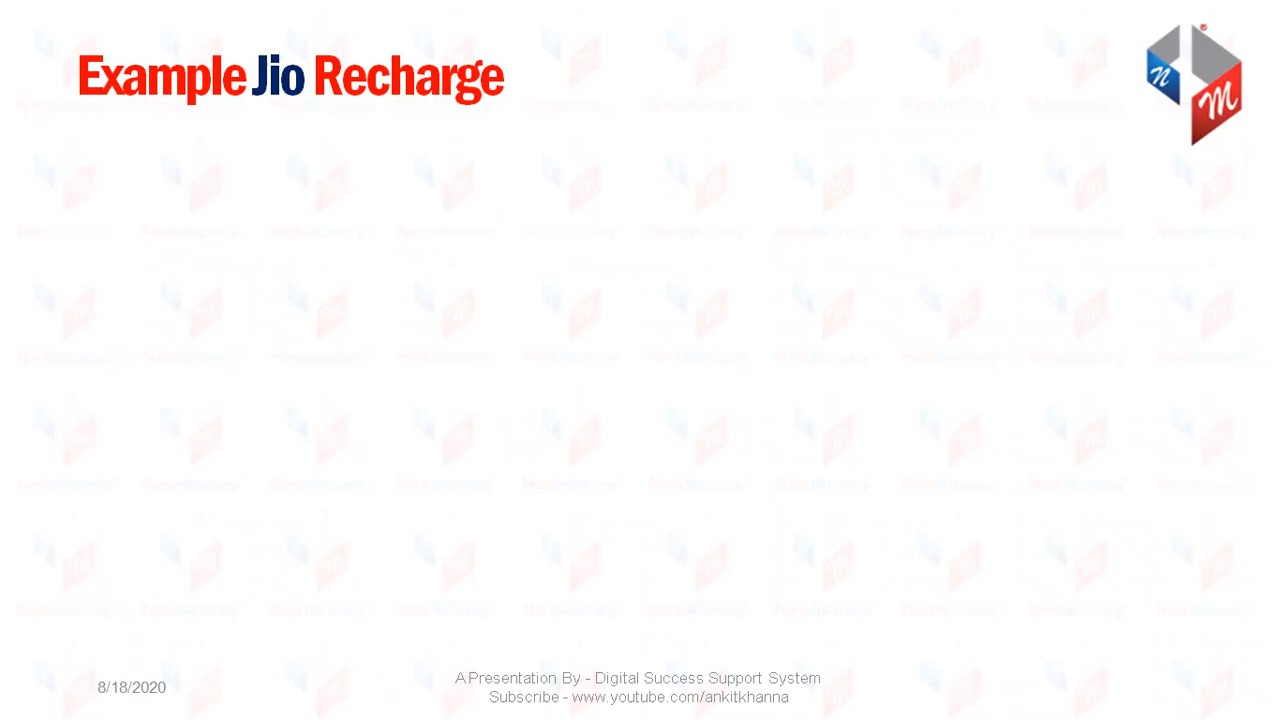 Example Jio Recharge
n
m
8/18/2020
A Presentation By - Digital Success Support System
Subscribe - www.youtube.com/ankitkhanna